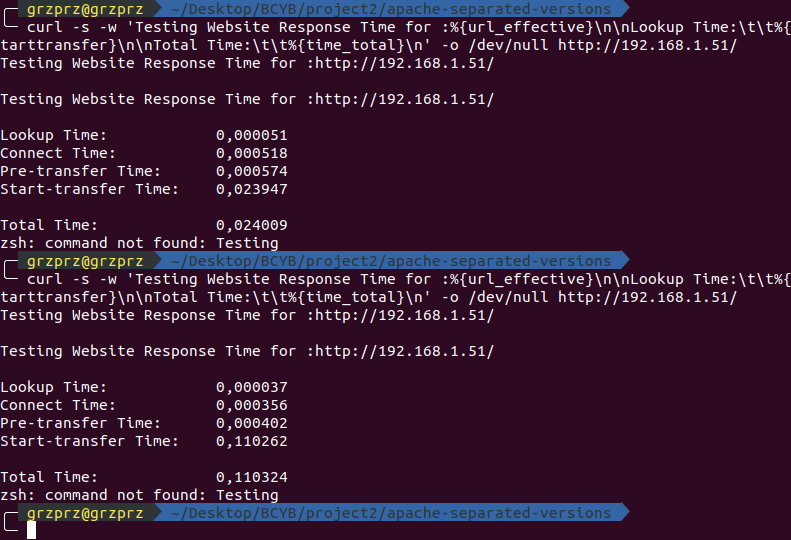 grzprz@grzprz ~/Desktop/BCYB/project2/apache-separated-versions
curl -s -w 'Testing Website Response Time for :%{url_effective}\n\nLookup Time:\t\t%{
tarttransfer}\n\nTotal Time:\t\t%{time_total}\n' -o /dev/null http://192.168.1.51/
Testing Website Response Time for :http://192.168.1.51/
Testing Website Response Time for :http://192.168.1.51/
Lookup Time: 0,000051
Connect Time: 0,000518
Pre-transfer Time: 0,000574
Start-transfer Time: 0,023947
Total Time: 0,024009
zsh: command not found: Testing
grzprz@grzprz ~/Desktop/BCYB/project2/apache-separated-versions
curl -s -w 'Testing Website Response Time for :%{url_effective}\n\nLookup Time:\t\t%{
tarttransfer}\n\nTotal Time:\t\t%{time_total}\n' -o /dev/null http://192.168.1.51/
Testing Website Response Time for :http://192.168.1.51/
Testing Website Response Time for :http://192.168.1.51/
Lookup Time: 0,000037
Connect Time: 0,000356
Pre-transfer Time: 0,000402
Start-transfer Time: 0,110262
Total Time: 0,110324
zsh: command not found: Testing
grzprz@grzprz ~/Desktop/BCYB/project2/apache-separated-versions